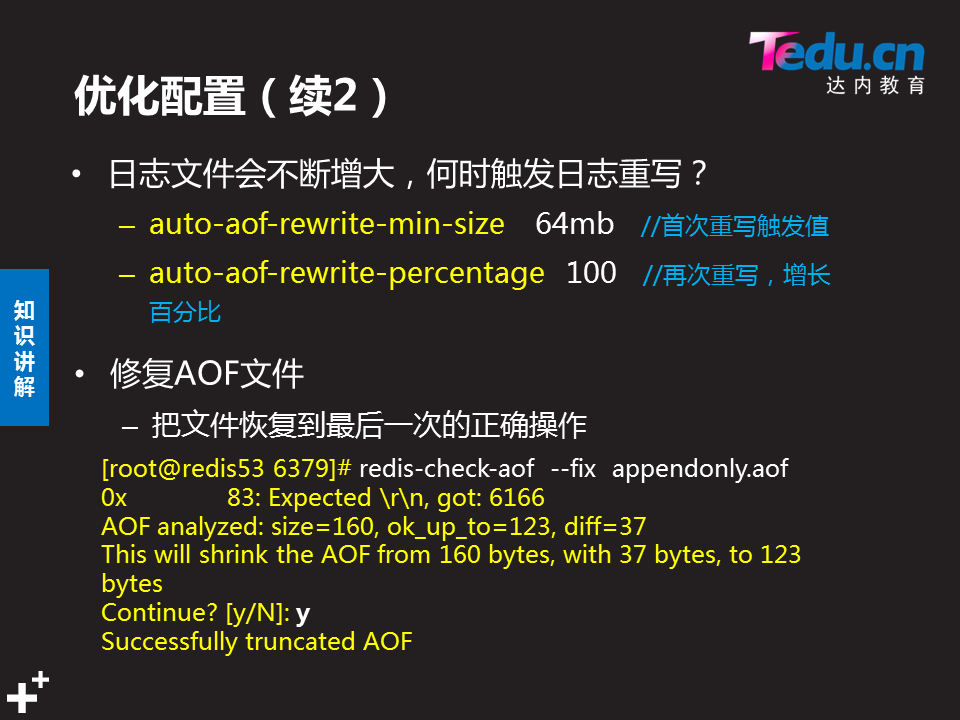 Tedu.cn
达内教育
优化配置（续2）
• 日志文件会不断增大，何时触发日志重写？
– auto-aof-rewrite-min-size 64mb //首次重写触发值
– auto-aof-rewrite-percentage 100 //再次重写，增长
百分比
知识讲解
• 修复AOF文件
– 把文件恢复到最后一次的正确操作
[root@redis53 6379]# redis-check-aof --fix appendonly.aof
0x 83: Expected \r\n, got: 6166
AOF analyzed: size=160, ok_up_to=123, diff=37
This will shrink the AOF from 160 bytes, with 37 bytes, to 123
bytes
Continue? [y/N]: y
Successfully truncated AOF